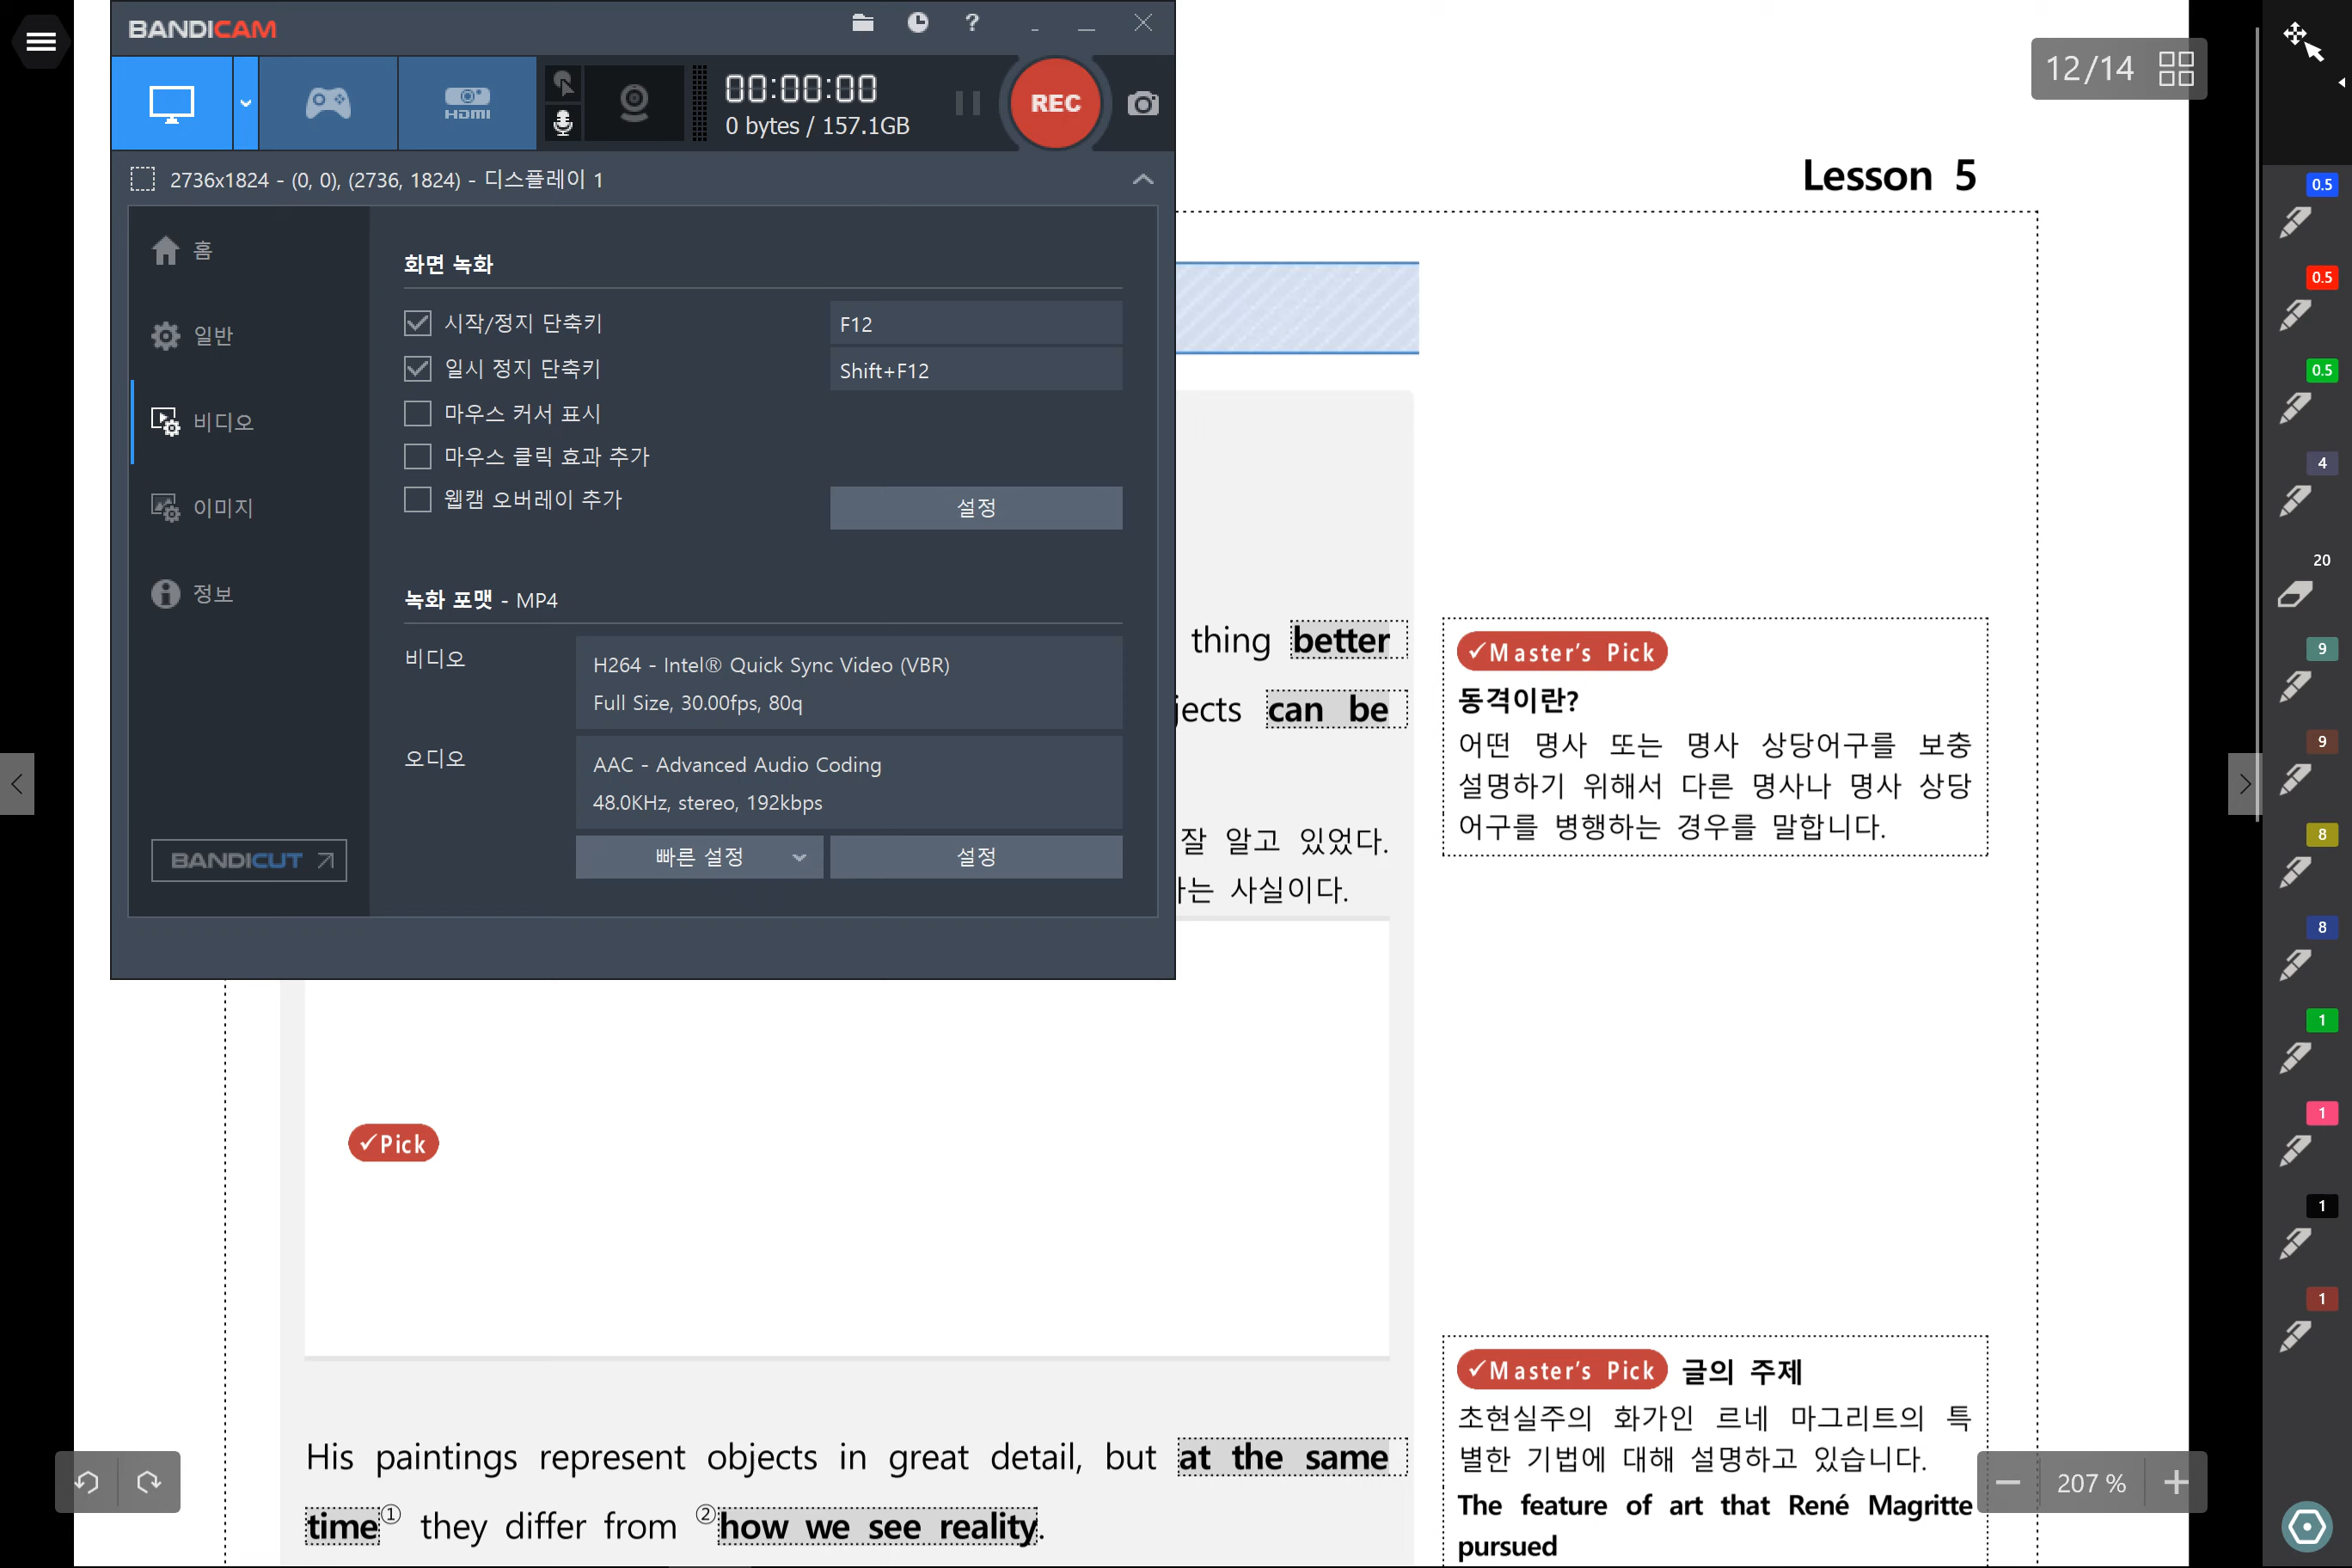 BANDICAM
?
HDMI
00:00:00
0 bytes / 157.1GB
REC
2736x1824 - (0, 0), (2736, 1824) - 디스플레이 1
홈
일반
비디오
이미지
정보
BANDICUT
화면 녹화
시작/정지 단축키
F12
일시 정지 단축키
Shift+F12
마우스 커서 표시
마우스 클릭 효과 추가
웹캠 오버레이 추가
설정
녹화 포맷 - MP4
비디오
H264 - Intel® Quick Sync Video (VBR)
Full Size, 30.00fps, 80q
오디오
AAC - Advanced Audio Coding
48.0KHz, stereo, 192kbps
빠른 설정
설정
12/14
Lesson 5
thing better
can be
잘 알고 있었다.
사실이다.
✓Master's Pick
동격이란?
어떤 명사 또는 명사 상당어구를 보충
설명하기 위해서 다른 명사나 명사 상당
어구를 병행하는 경우를 말합니다.
✓Pick
His paintings represent objects in great detail, but at the same
time① they differ from ②how we see reality.
✓Master's Pick 글의 주제
초현실주의 화가인 르네 마그리트의 특
별한 기법에 대해 설명하고 있습니다.
The feature of art that René Magritte
pursued
207 %
0.5
0.5
0.5
4
20
9
9
8
8
1
1
1
1